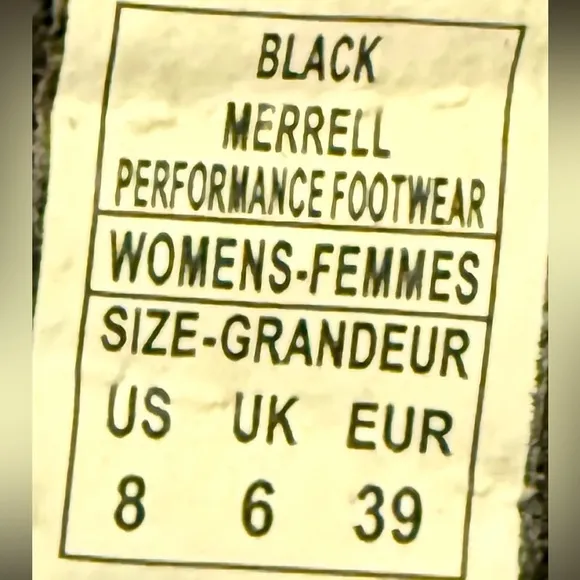 BLACK
MERRELL
PERFORMANCE FOOTWEAR
WOMENS-FEMMES
SIZE-GRANDEUR
US UK EUR
8 6 39